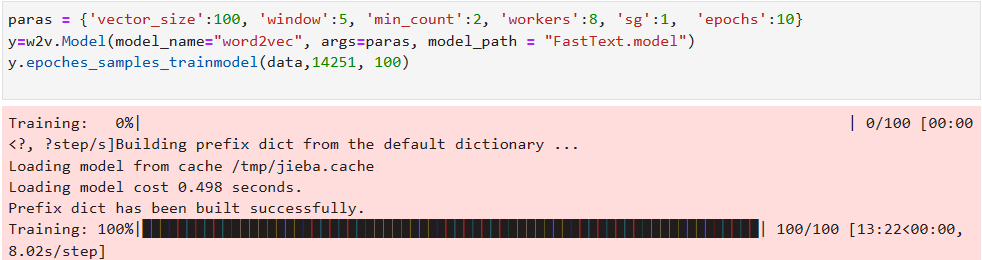 paras = {'vector_size':100, 'window':5, 'min_count':2, 'workers':8, 'sg':1,  'epochs':10}
y=w2v.Model(model_name="word2vec", args=paras, model_path = "FastText.model")
y.epoches_samples_trainmodel(data,14251, 100)
Training:   0%|          | 0/100 [00:00
<?, ?step/s]Building prefix dict from the default dictionary ...
Loading model from cache /tmp/jieba.cache
Loading model cost 0.498 seconds.
Prefix dict has been built successfully.
Training: 100%|██████████| 100/100 [13:22<00:00,
8.02s/step]